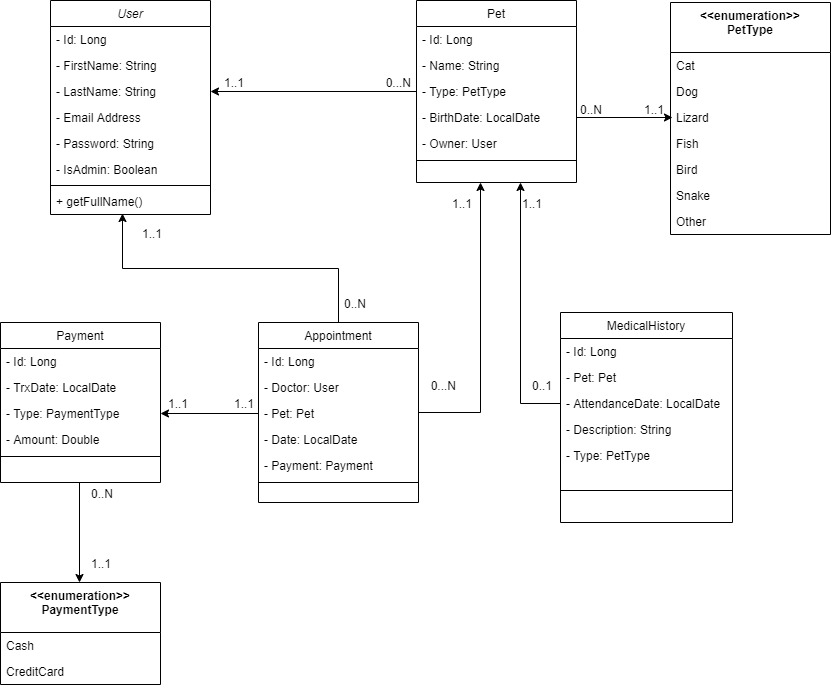 User
- Id: Long
- FirstName: String
- LastName: String
- Email Address
- Password: String
- IsAdmin: Boolean
+ getFullName()
1..1
0...N
Pet
- Id: Long
- Name: String
- Type: PetType
- BirthDate: LocalDate
- Owner: User
0..N
1..1
<<enumeration>>
PetType
Cat
Dog
Lizard
Fish
Bird
Snake
Other
1..1
0..N
1..1
1..1
Payment
- Id: Long
- TrxDate: LocalDate
- Type: PaymentType
- Amount: Double
1..1
1..1
Appointment
- Id: Long
- Doctor: User
- Pet: Pet
- Date: LocalDate
- Payment: Payment
0...N
0..1
MedicalHistory
- Id: Long
- Pet: Pet
- AttendanceDate: LocalDate
- Description: String
- Type: PetType
0..N
1..1
<<enumeration>>
PaymentType
Cash
CreditCard